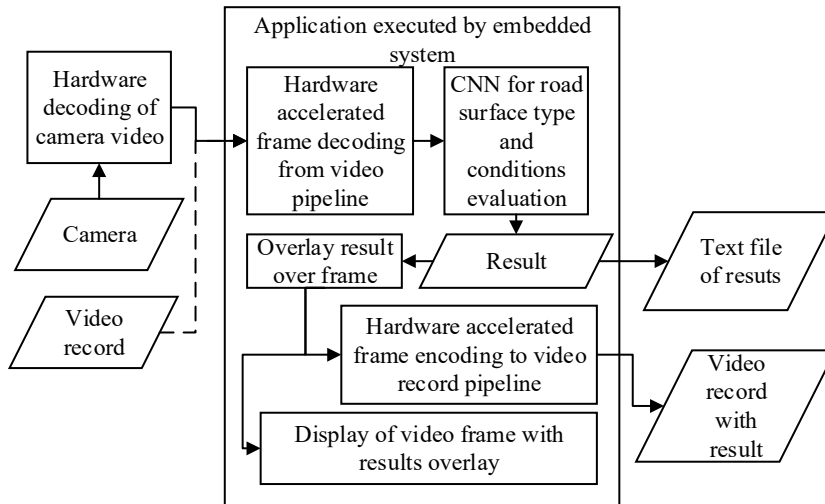 Application executed by embedded
system
Hardware
decoding of
camera video
Hardware
accelerated
frame decoding
from video
pipeline
CNN for road
surface type
and
conditions
evaluation
Camera
Overlay result
over frame
Result
Text file
of resuts
Video
record
Hardware accelerated
frame encoding to video
record pipeline
Video
record
with
result
Display of video frame with
results overlay